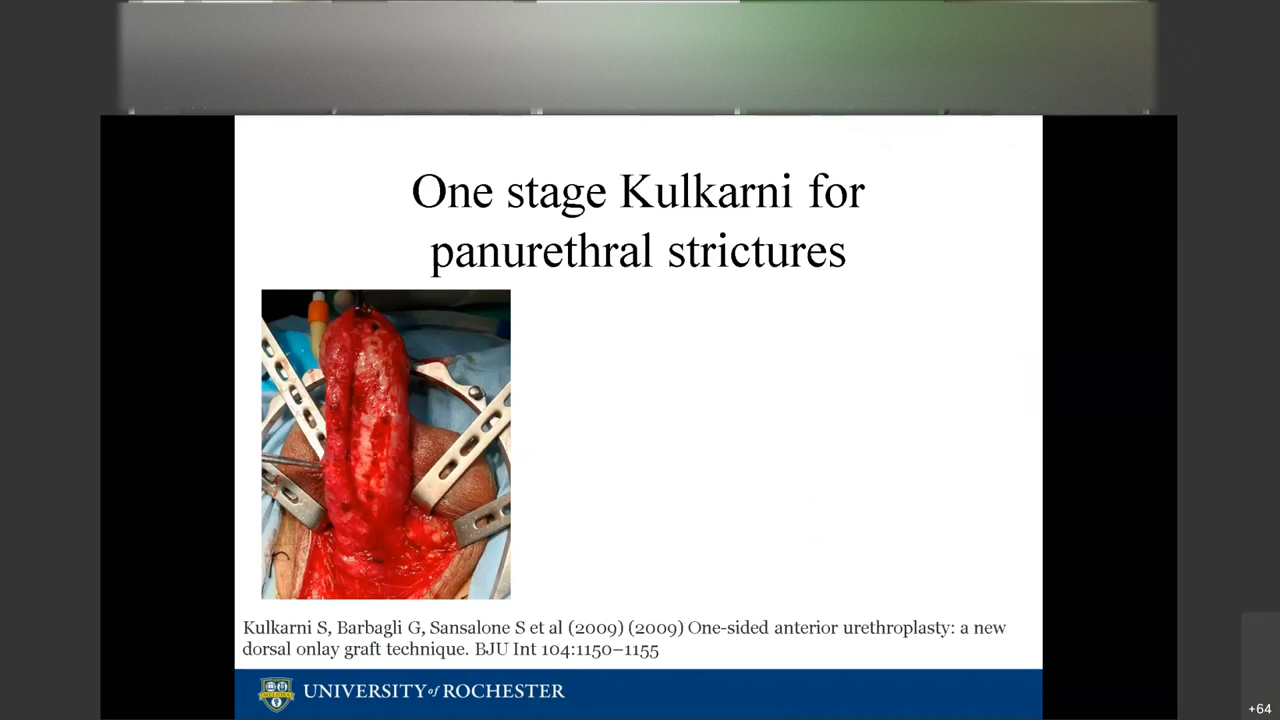 One stage Kulkarni for
panurethral strictures
Kulkarni S, Barbagli G, Sansalone S et al (2009) (2009) One-sided anterior urethroplasty: a new
dorsal onlay graft technique. BJU Int 104:1150–1155
UNIVERSITY of ROCHESTER
+64